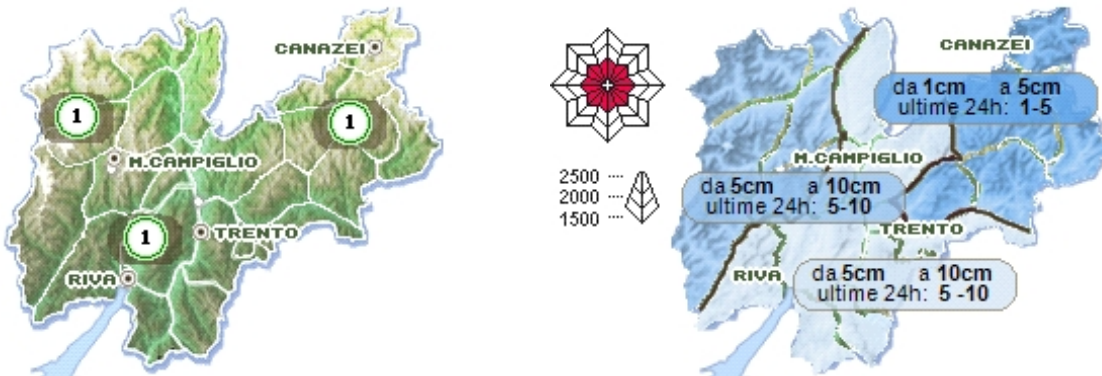 CANAZEI
1
1
M.CAMPIGLIO
1
TRENTO
RIVA
2500
2000
1500
CANAZEI
da 1cm a 5cm
ultime 24h: 1-5
M.CAMPIGLIO
da 5cm a 10cm
ultime 24h: 5-10
TRENTO
RIVA
da 5cm a 10cm
ultime 24h: 5 -10